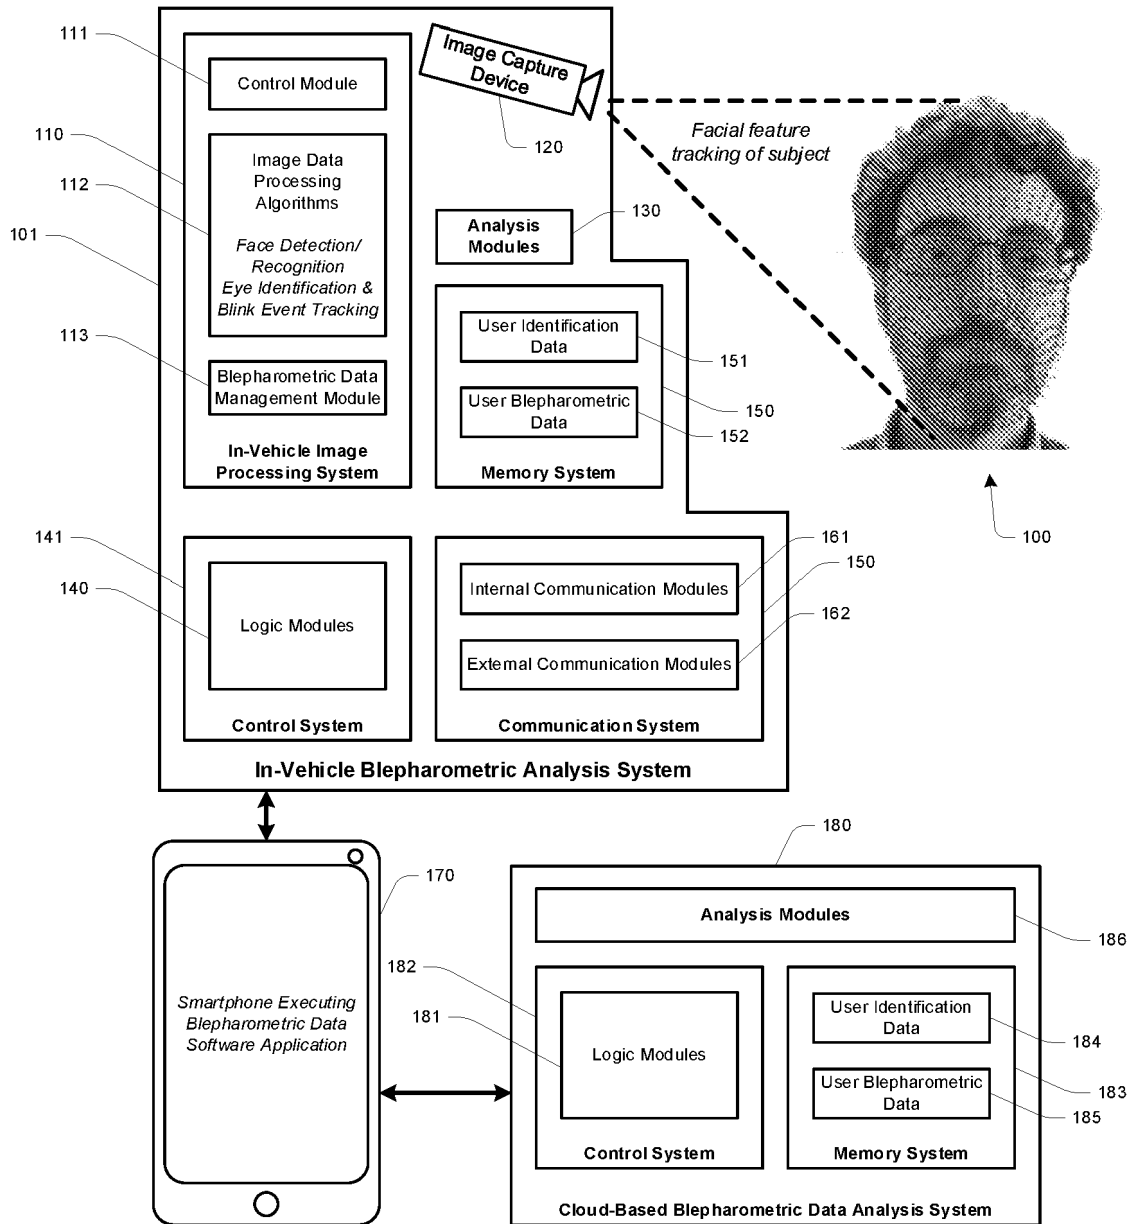 111
Control Module
110
112
Image Data
Processing
Algorithms
Face Detection/
Recognition
Eye Identification &
Blink Event Tracking
101
113
Blepharometric Data
Management Module
In-Vehicle Image
Processing System
Image Capture
Device
120
Facial feature
tracking of subject
130
Analysis
Modules
User Identification
Data
151
User Blepharometric
Data
150
152
Memory System
100
141
140
Logic Modules
Control System
161
150
Internal Communication Modules
162
External Communication Modules
Communication System
In-Vehicle Blepharometric Analysis System
170
Smartphone Executing
Blepharometric Data
Software Application
180
Analysis Modules
186
182
181
Logic Modules
Control System
User Identification
Data
184
User Blepharometric
Data
183
185
Memory System
Cloud-Based Blepharometric Data Analysis System